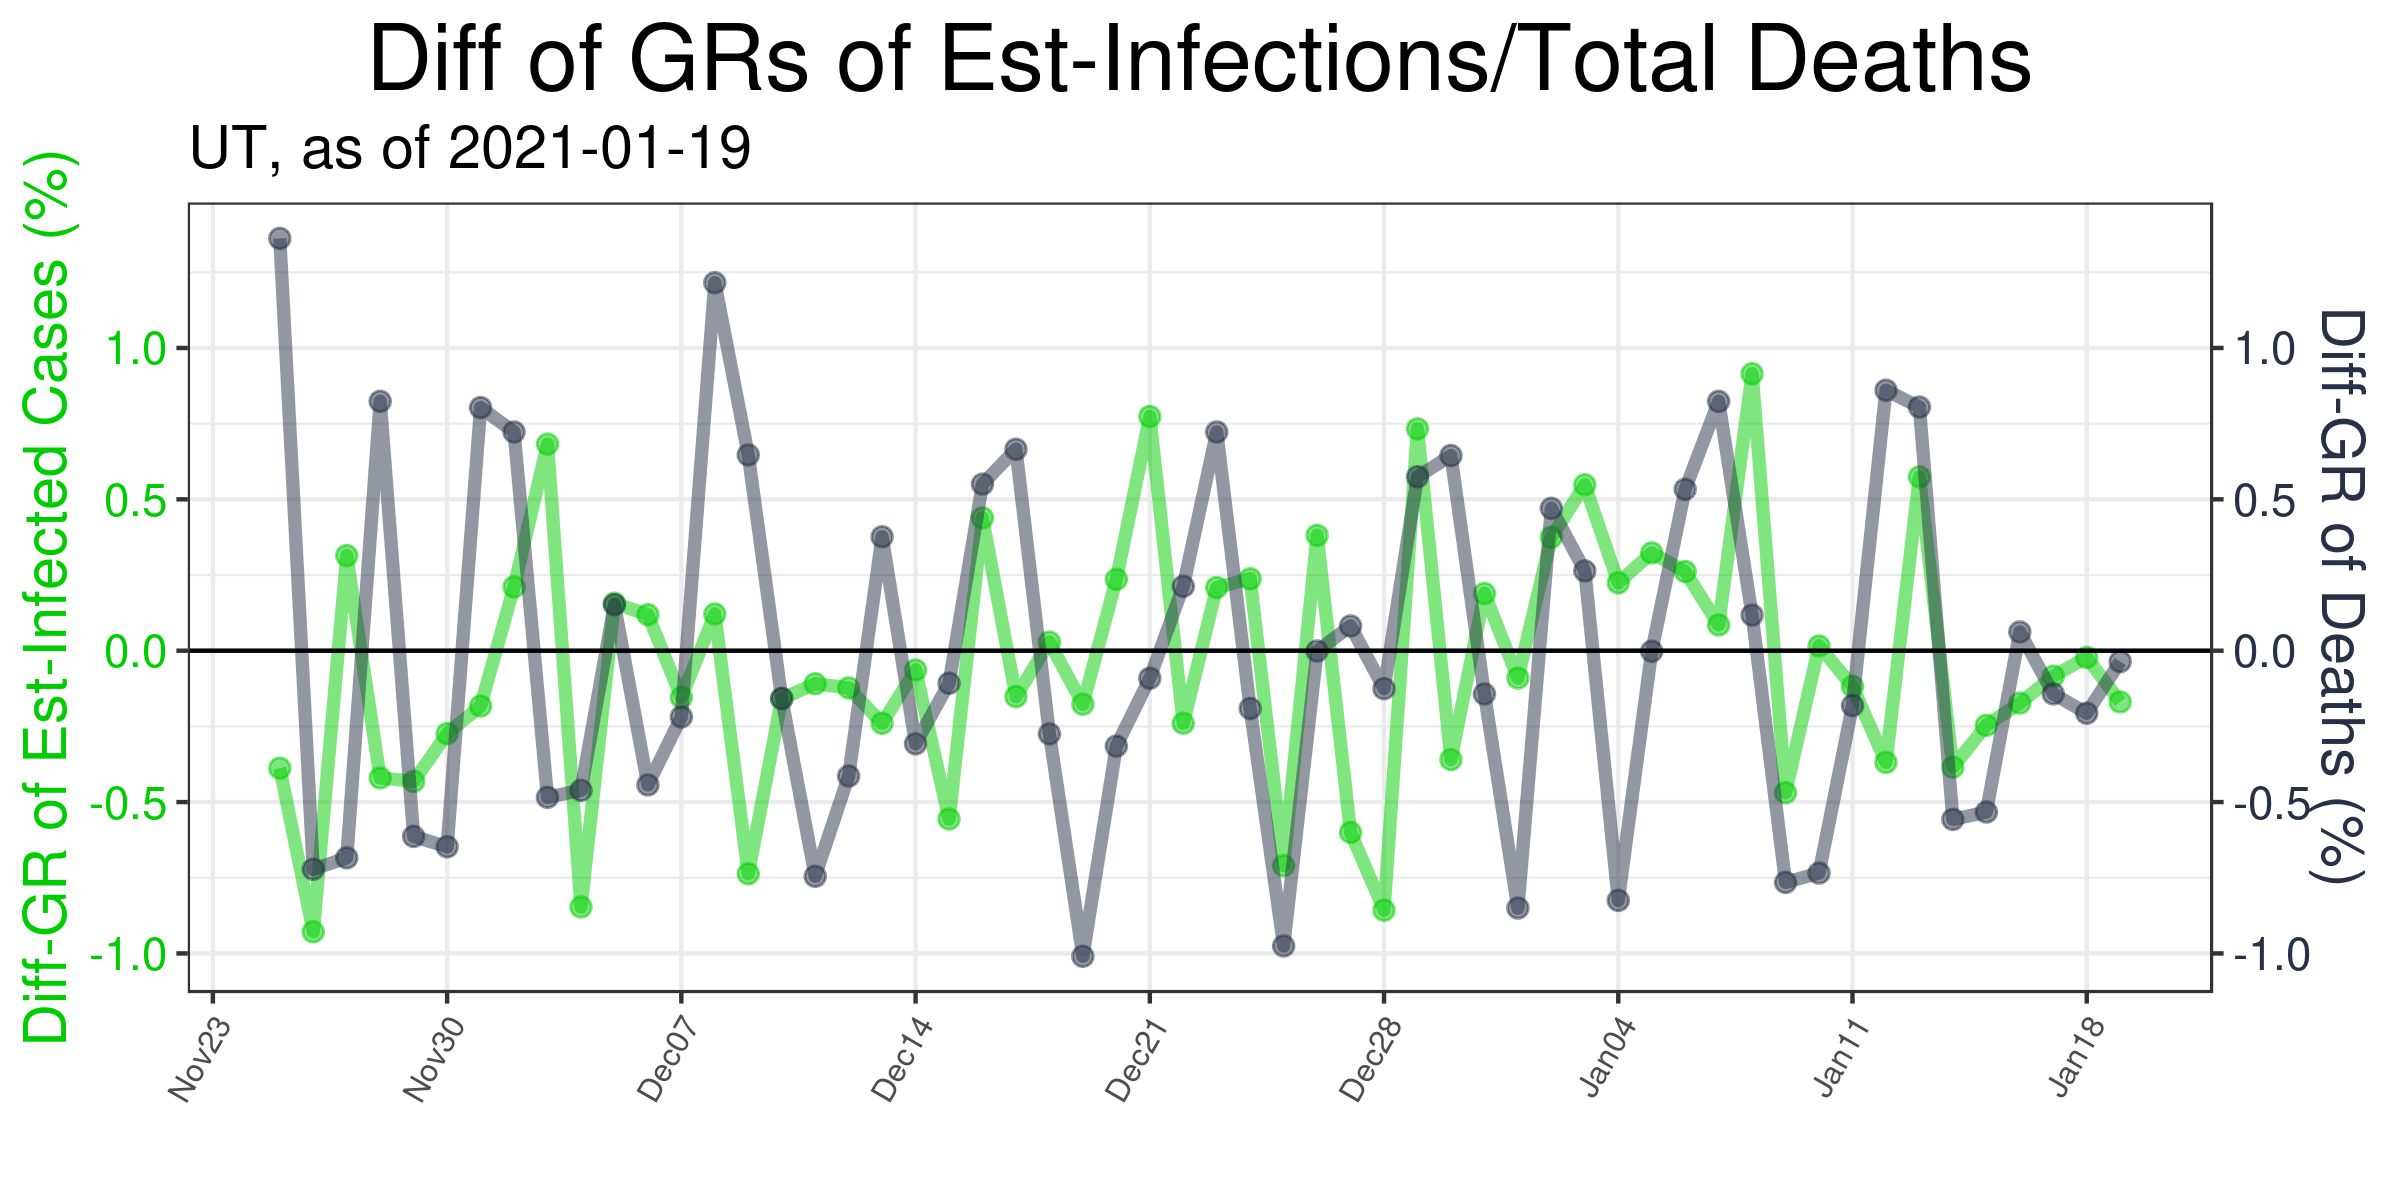 Diff of GRs of Est-Infections/Total Deaths
UT, as of 2021-01-19
Diff-GR of Est-Infected Cases (%)
1.0
0.5
0.0
-0.5
-1.0
1.0
0.5
0.0
-0.5
-1.0
Diff-GR of Deaths (%)
Nov23
Nov30
Dec07
Dec14
Dec21
Dec28
Jan04
Jan11
Jan18